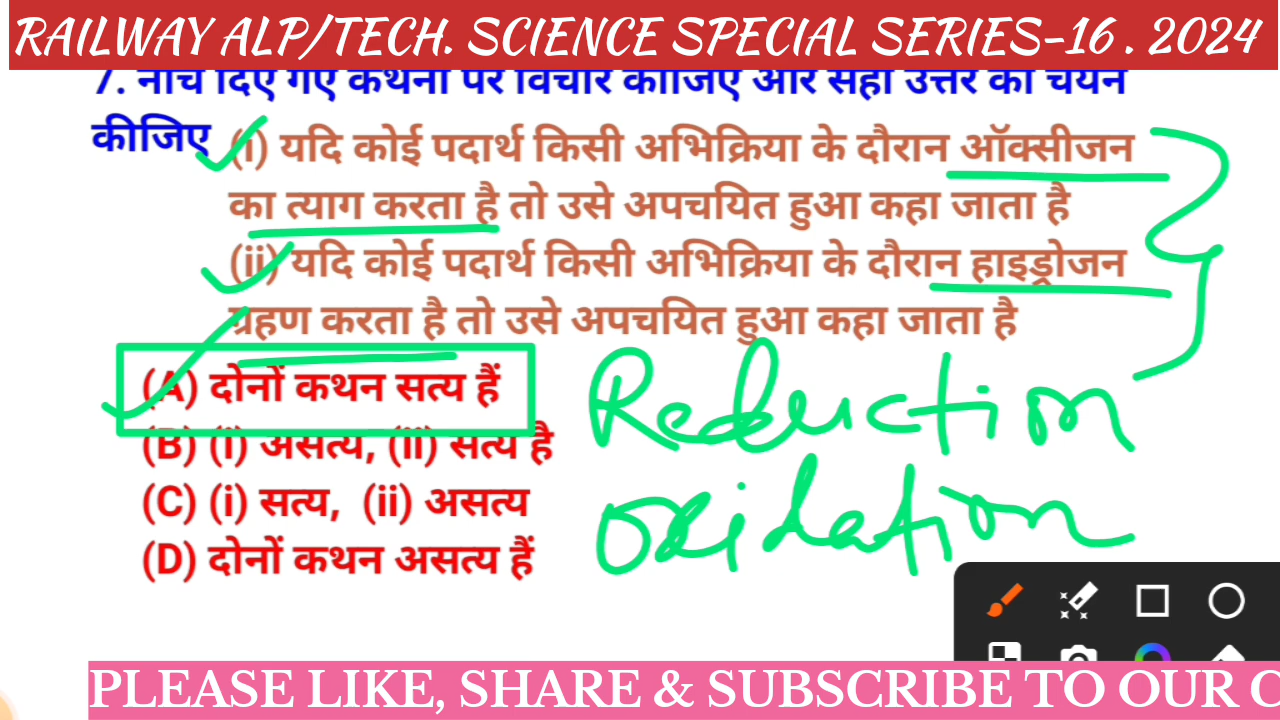 RAILWAY ALP/TECH. SCIENCE SPECIAL SERIES-16 . 2024
7. नीचे दिए गए कथनों पर विचार कीजिए और सही उत्तर का चयन
कीजिए
(i) यदि कोई पदार्थ किसी अभिक्रिया के दौरान ऑक्सीजन
का त्याग करता है तो उसे अपचयित हुआ कहा जाता है
(ii) यदि कोई पदार्थ किसी अभिक्रिया के दौरान हाइड्रोजन
ग्रहण करता है तो उसे अपचयित हुआ कहा जाता है
(A) दोनों कथन सत्य हैं
(B) (i) असत्य, (ii) सत्य है
(C) (i) सत्य, (ii) असत्य
(D) दोनों कथन असत्य हैं
Reduction
Oxidation
PLEASE LIKE, SHARE & SUBSCRIBE TO OUR C